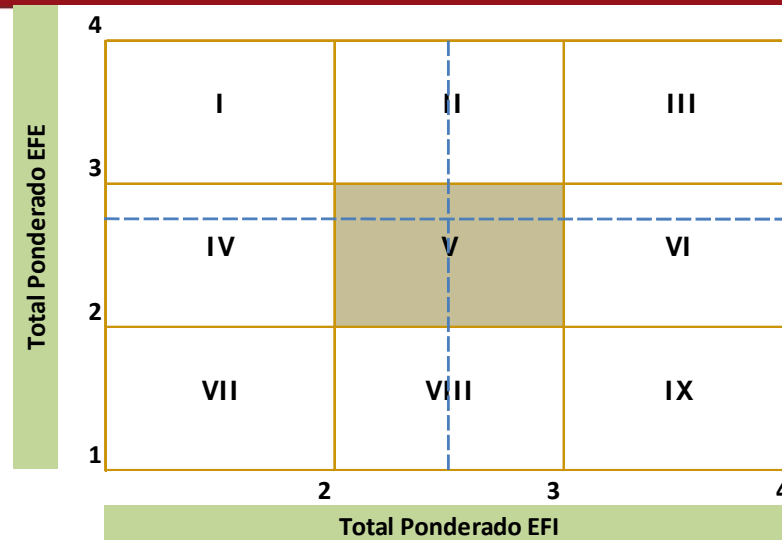 4
I II III
3
IV V VI
2
VII VIII IX
1
2 3 4
Total Ponderado EFE
Total Ponderado EFI